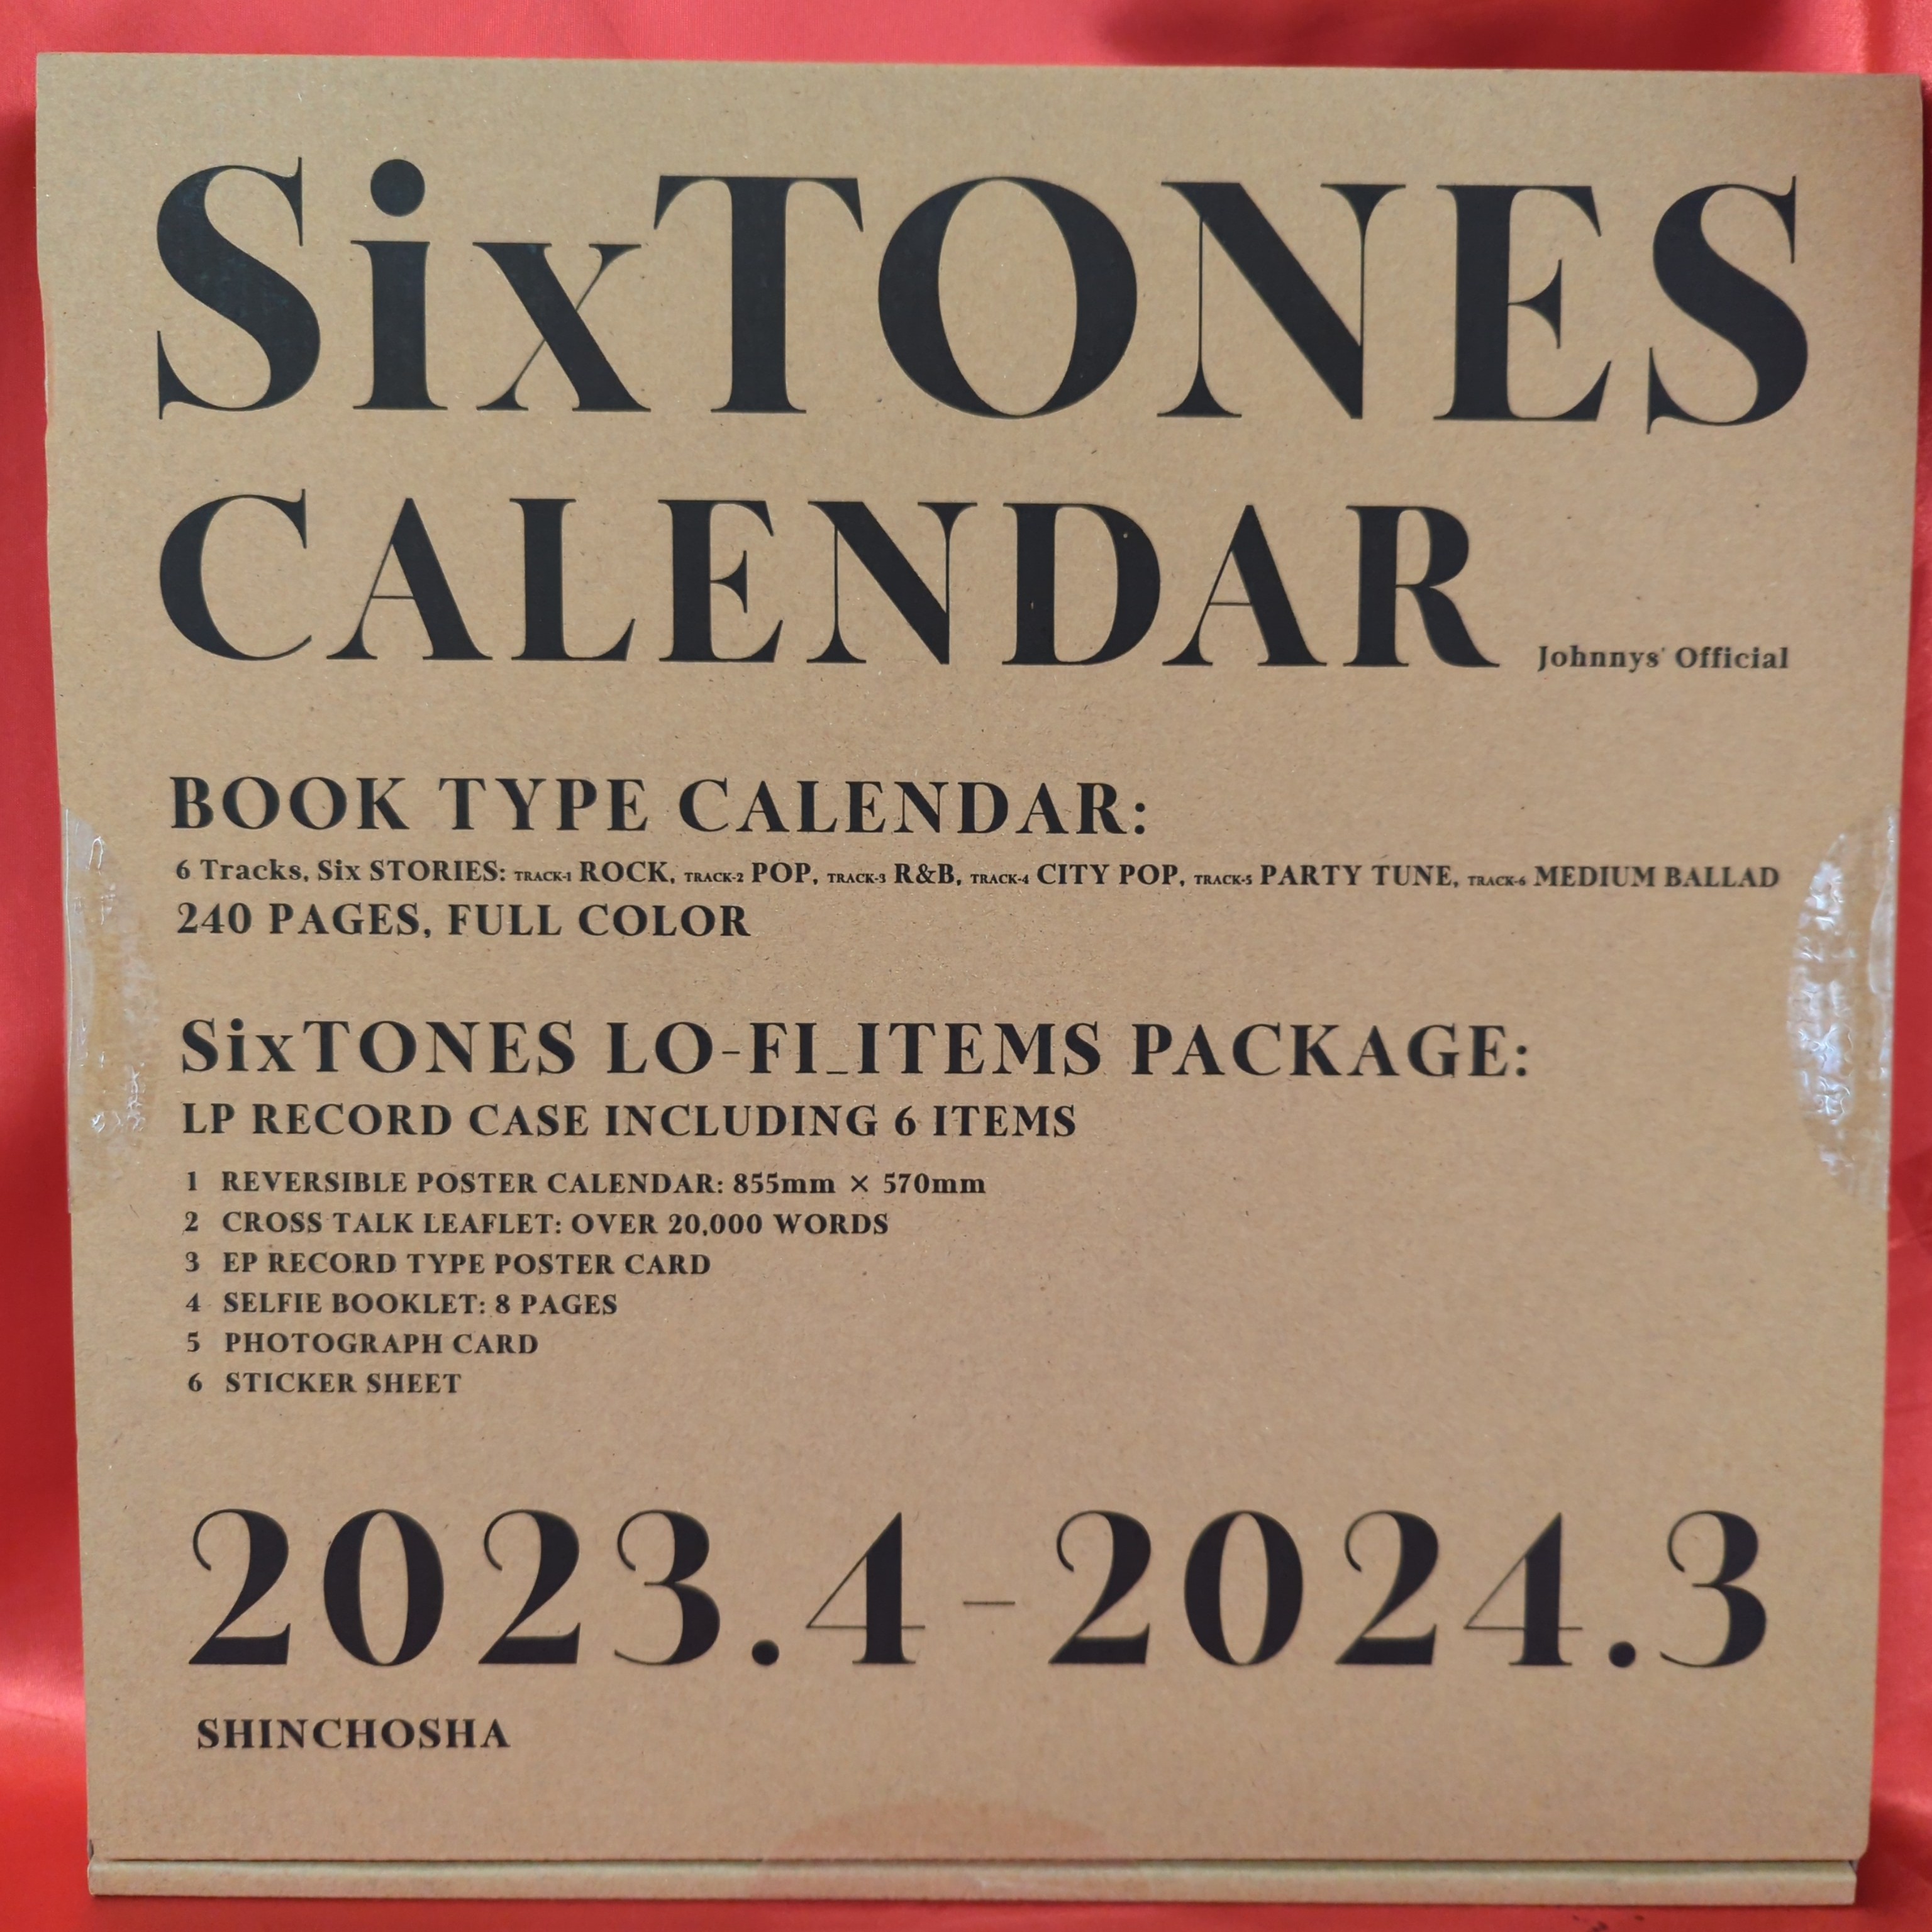 SixTONES
CALENDAR Johnnys' Official
BOOK TYPE CALENDAR:
6 Tracks, Six STORIES: TRACK-1 ROCK, TRACK-2 POP, TRACK-3 R&B, TRACK-4 CITY POP, TRACK-5 PARTY TUNE, TRACK-6 MEDIUM BALLAD
240 PAGES, FULL COLOR
SixTONES LO-FI_ITEMS PACKAGE:
LP RECORD CASE INCLUDING 6 ITEMS
1 REVERSIBLE POSTER CALENDAR: 855mm × 570mm
2 CROSS TALK LEAFLET: OVER 20,000 WORDS
3 EP RECORD TYPE POSTER CARD
4 SELFIE BOOKLET: 8 PAGES
5 PHOTOGRAPH CARD
6 STICKER SHEET
2023.4-2024.3
SHINCHOSHA